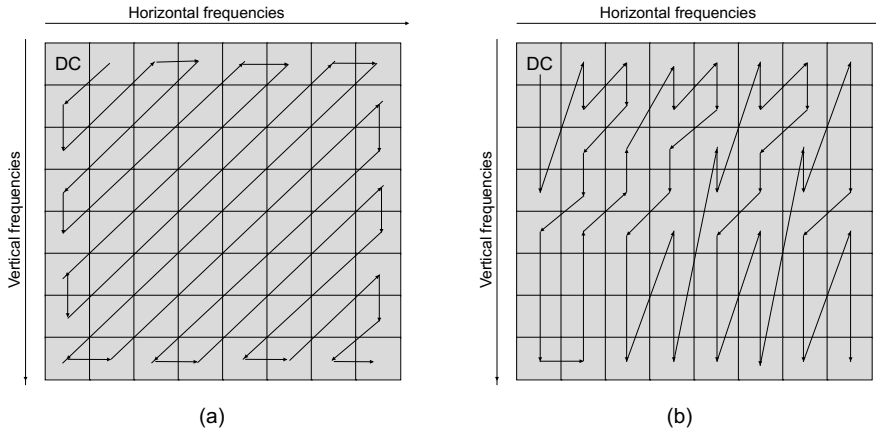 Horizontal frequencies
Horizontal frequencies
DC
DC
Vertical frequencies
Vertical frequencies
(a)
(b)